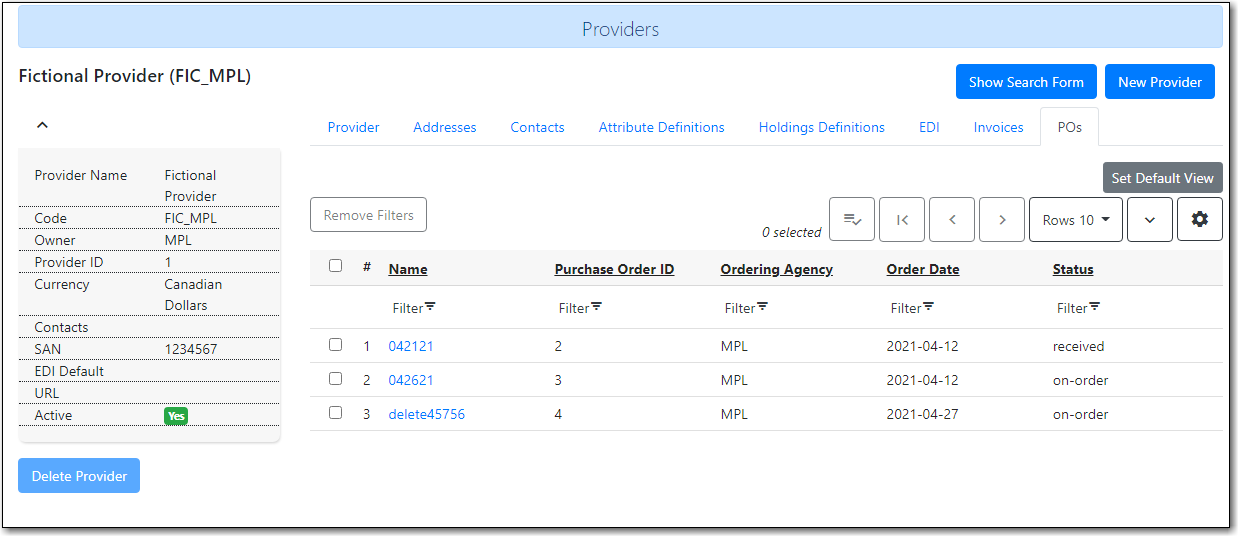 Providers
Fictional Provider (FIC_MPL)
Show Search Form New Provider
Provider Addresses Contacts Attribute Definitions Holdings Definitions EDI Invoices POs
Provider Name Fictional Provider
Code FIC_MPL
Owner MPL
Provider ID 1
Currency Canadian Dollars
Contacts
SAN 1234567
EDI Default
URL
Active Yes
Delete Provider
Set Default View
Remove Filters
0 selected
Rows 10
# Name Purchase Order ID Ordering Agency Order Date Status
Filter Filter Filter Filter Filter
1 042121 2 MPL 2021-04-12 received
2 042621 3 MPL 2021-04-12 on-order
3 delete45756 4 MPL 2021-04-27 on-order